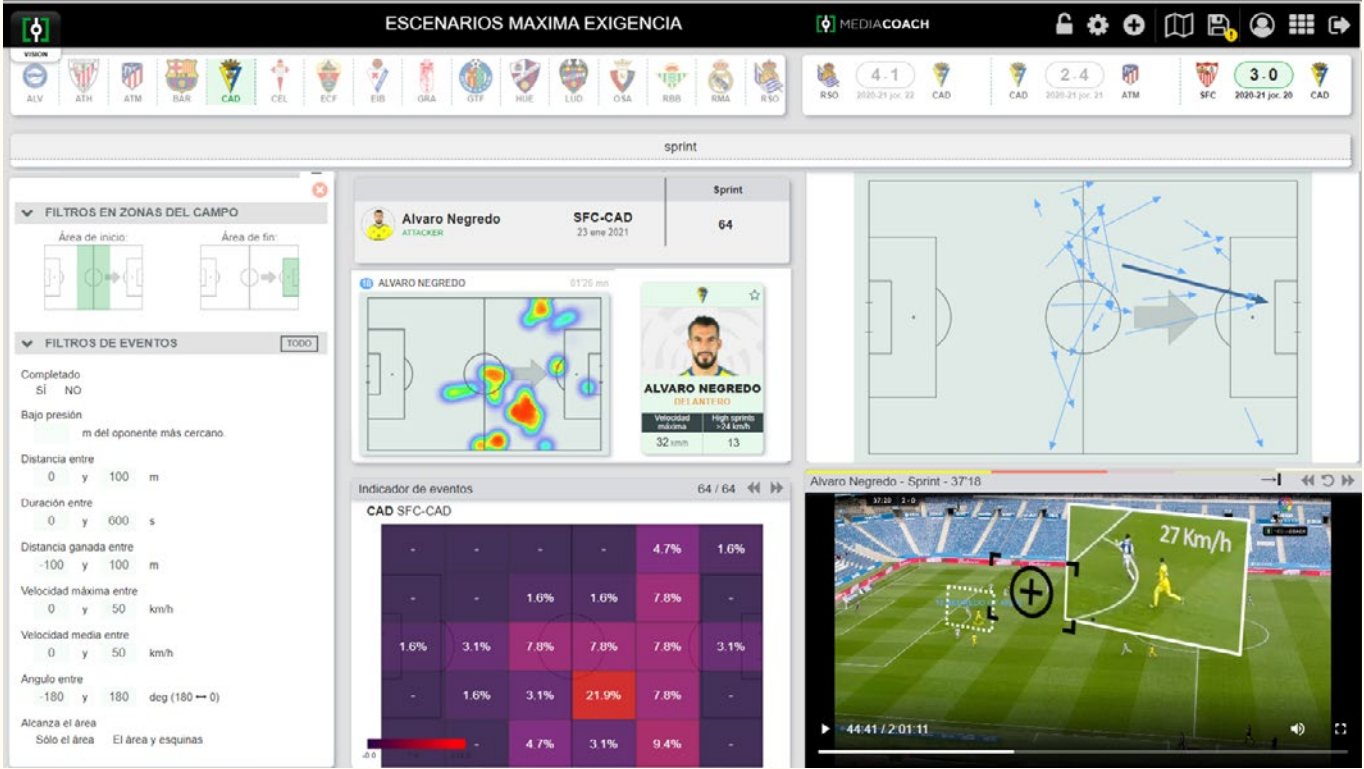 ESCENARIOS MAXIMA EXIGENCIA
MEDIACOACH
VISION
ALV ATH ATM BAR CAD CEL ECF EIB GRA GTF HUE LUD OSA RBB RMA RSO
RSO 4 - 1 CAD CAD 2 - 4 ATM SFC 3 - 0 CAD
2020-21 jor. 22 2020-21 jor. 21 2020-21 jor. 20
sprint
FILTROS EN ZONAS DEL CAMPO
Área de inicio: Área de fin:
FILTROS DE EVENTOS TODO
Completado
SÍ NO
Bajo presión
m del oponente más cercano.
Distancia entre
0 y 100 m
Duración entre
0 y 600 s
Distancia ganada entre
-100 y 100 m
Velocidad máxima entre
0 y 50 km/h
Velocidad media entre
0 y 50 km/h
Angulo entre
-180 y 180 deg (180 ↔ 0)
Alcanza el área
Sólo el área El área y esquinas
Sprint
Alvaro Negredo SFC-CAD 64
ATTACKER 23 ene 2021
18 ALVARO NEGREDO 01'26 mn
ALVARO NEGREDO
DELANTERO
Velocidad máxima High sprints >24 km/h
32 km/h 13
Indicador de eventos 64 / 64
CAD SFC-CAD
- - - - 4.7% 1.6%
- - 1.6% 1.6% 7.8% -
1.6% 3.1% 7.8% 7.8% 7.8% 3.1%
- 1.6% 3.1% 21.9% 7.8% -
- 4.7% 3.1% 9.4%
Alvaro Negredo - Sprint - 37'18
37:20 2 - 0
27 Km/h
44:41 / 2:01:11